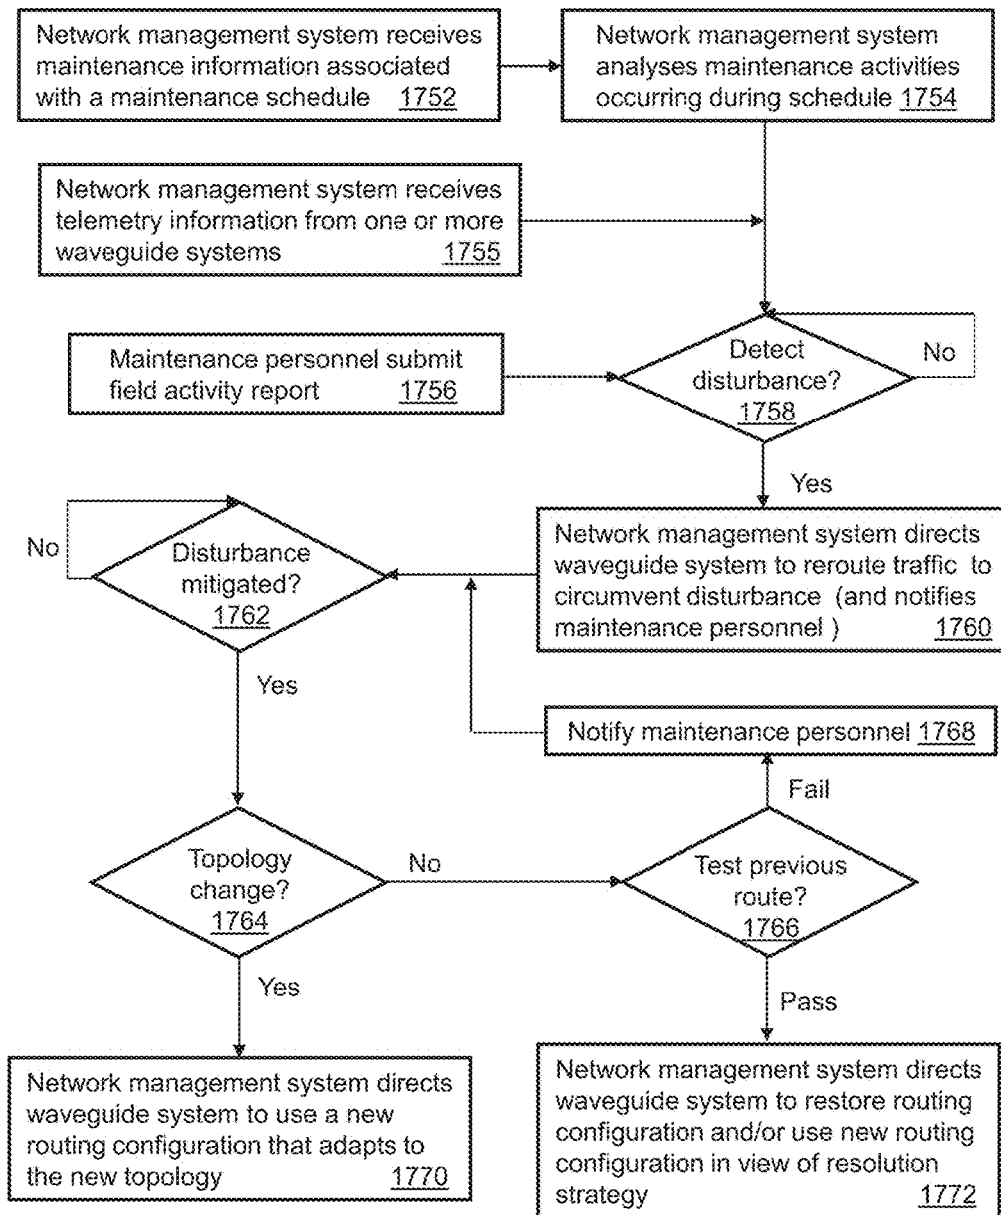 Network management system receives
maintenance information associated
with a maintenance schedule 1752
Network management system
analyses maintenance activities
occurring during schedule 1754
Network management system receives
telemetry information from one or more
waveguide systems 1755
Maintenance personnel submit
field activity report 1756
Detect
disturbance?
1758
No
Yes
Network management system directs
waveguide system to reroute traffic to
circumvent disturbance (and notifies
maintenance personnel ) 1760
No
Disturbance
mitigated?
1762
Yes
Notify maintenance personnel 1768
Fail
Topology
change?
1764
No
Test previous
route?
1766
Yes
Pass
Network management system directs
waveguide system to use a new
routing configuration that adapts to
the new topology 1770
Network management system directs
waveguide system to restore routing
configuration and/or use new routing
configuration in view of resolution
strategy 1772